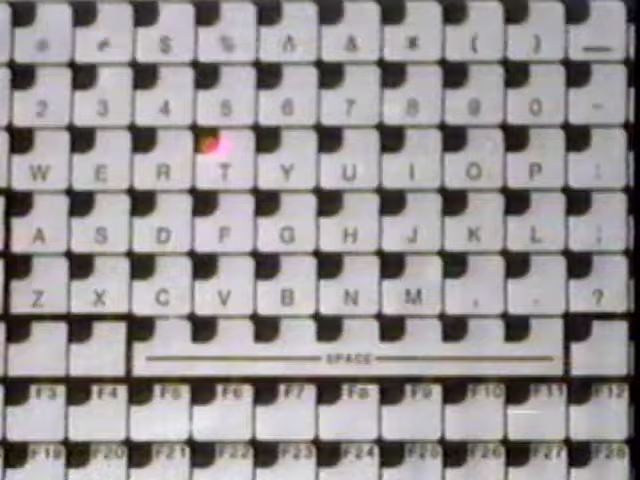 @ ≠ $ % ( ) _
2 3 4 5 6 7 8 9 0 -
W E R T Y U I O P :
A S D F G H J K L ;
Z X C V B N M , . ?
SPACE
F3 F4 F5 F6 F7 F8 F9 F10 F11 F12
F19 F20 F21 F22 F23 F24 F25 F26 F27 F28